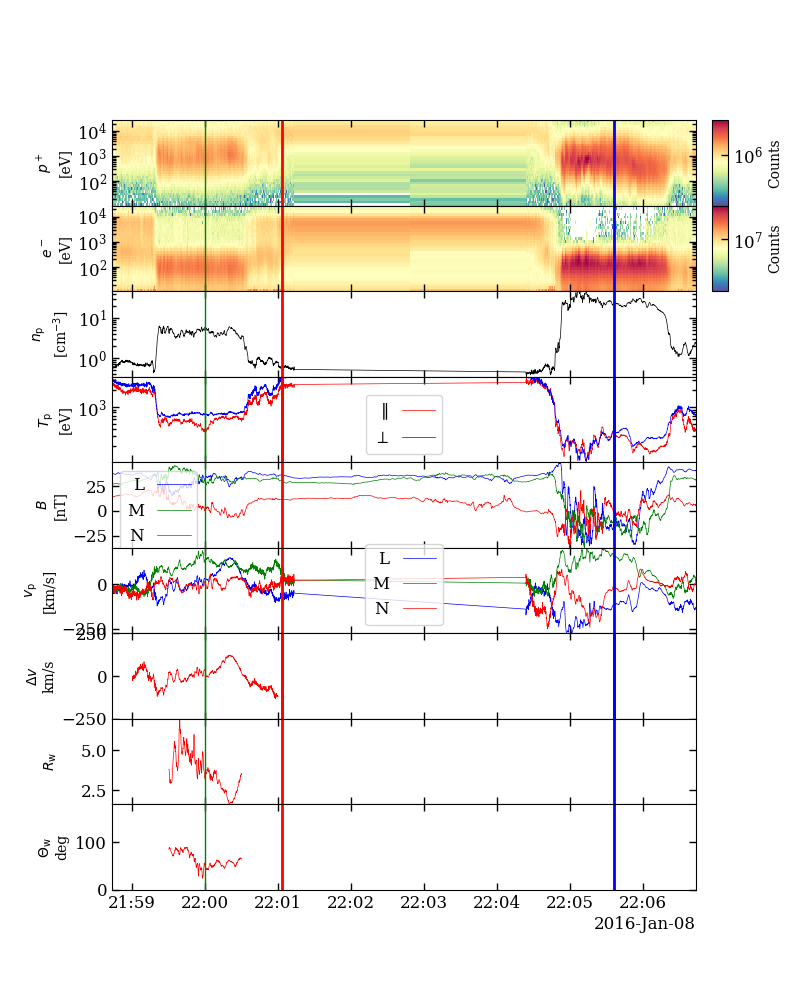 10⁴
10³
10²
p⁺
[eV]
10⁶
Counts
10⁴
10³
10²
e⁻
[eV]
10⁷
Counts
10¹
10⁰
nₚ
[cm⁻³]
10³
Tₚ
[eV]
∥
⊥
25
0
−25
B
[nT]
L
M
N
0
−250
vₚ
[km/s]
L
M
N
250
0
−250
Δv
km/s
5.0
2.5
R_w
100
0
Θ_w
deg
21:59 22:00 22:01 22:02 22:03 22:04 22:05 22:06
2016-Jan-08